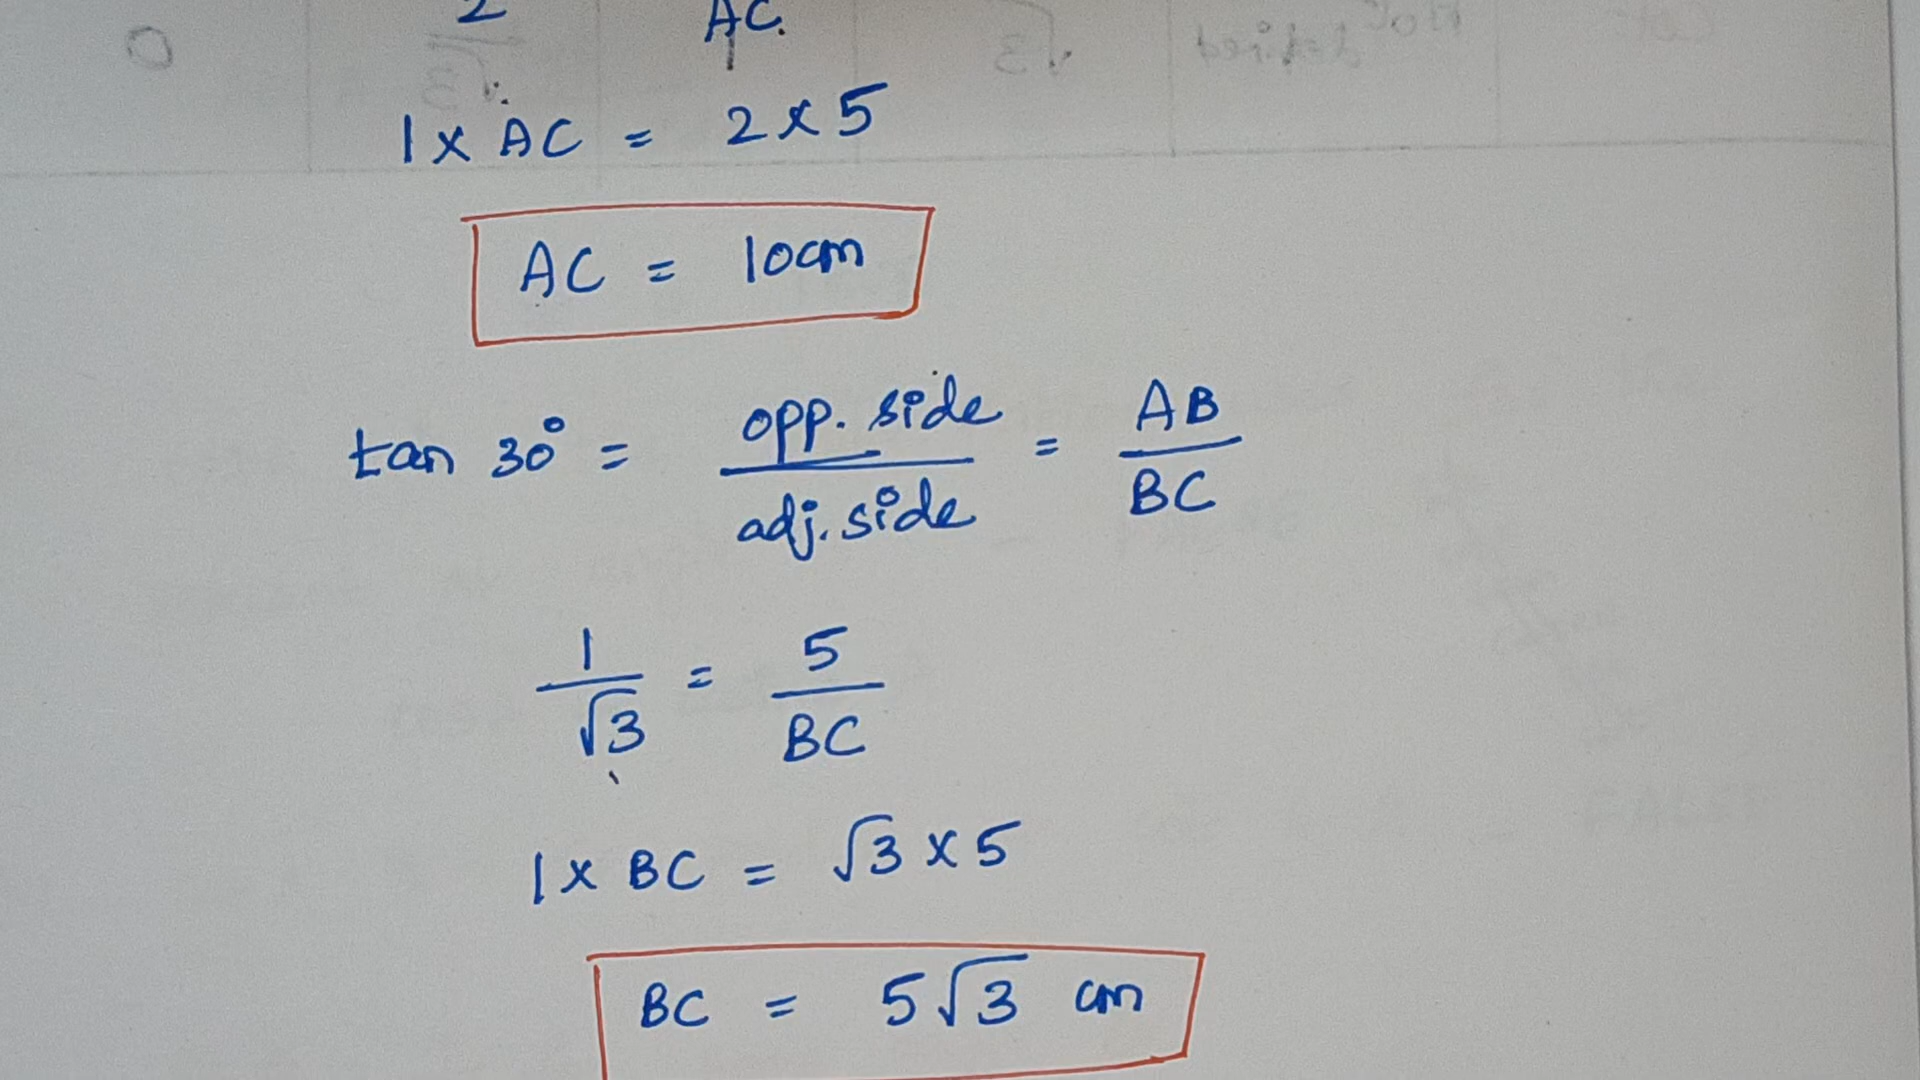 2 AC
1 x AC = 2 x 5
AC = 10cm
tan 30° = opp. side / adj. side = AB / BC
1 / √3 = 5 / BC
1 x BC = √3 x 5
BC = 5√3 cm